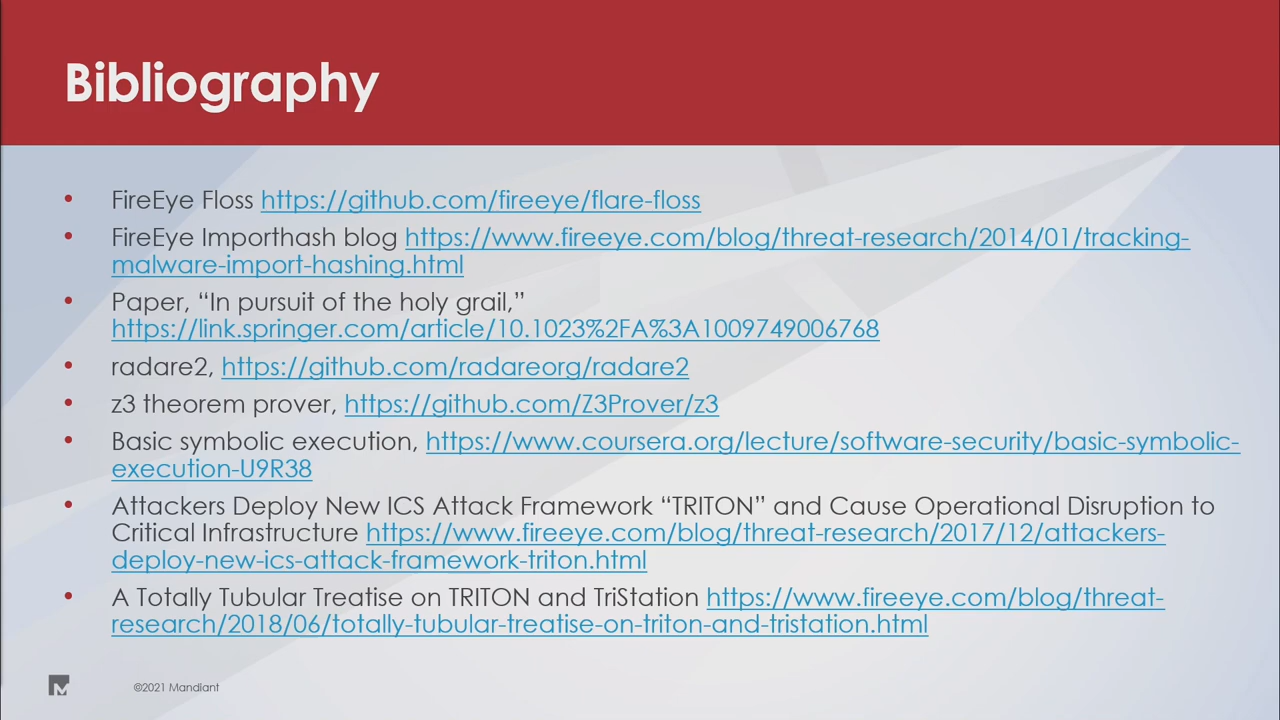 Bibliography
• FireEye Floss https://github.com/fireeye/flare-floss
• FireEye Importhash blog https://www.fireeye.com/blog/threat-research/2014/01/tracking-
malware-import-hashing.html
• Paper, “In pursuit of the holy grail,”
https://link.springer.com/article/10.1023%2FA%3A1009749006768
• radare2, https://github.com/radareorg/radare2
• z3 theorem prover, https://github.com/Z3Prover/z3
• Basic symbolic execution, https://www.coursera.org/lecture/software-security/basic-symbolic-
execution-U9R38
• Attackers Deploy New ICS Attack Framework “TRITON” and Cause Operational Disruption to
Critical Infrastructure https://www.fireeye.com/blog/threat-research/2017/12/attackers-
deploy-new-ics-attack-framework-triton.html
• A Totally Tubular Treatise on TRITON and TriStation https://www.fireeye.com/blog/threat-
research/2018/06/totally-tubular-treatise-on-triton-and-tristation.html
©2021 Mandiant